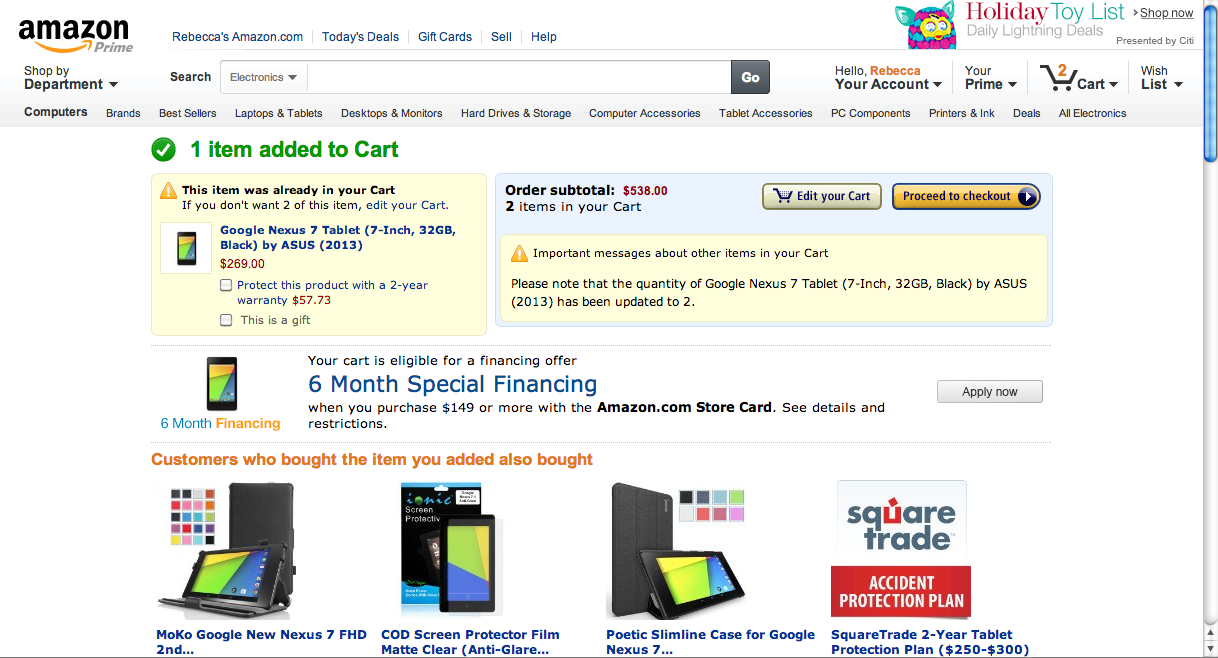 amazon
Prime
Rebecca's Amazon.com
Today's Deals
Gift Cards
Sell
Help
Holiday Toy List
Daily Lightning Deals
Shop now
Presented by Citi
Shop by
Department
Search
Electronics
Go
Hello, Rebecca
Your Account
Your
Prime
2
Cart
Wish
List
Computers
Brands
Best Sellers
Laptops & Tablets
Desktops & Monitors
Hard Drives & Storage
Computer Accessories
Tablet Accessories
PC Components
Printers & Ink
Deals
All Electronics
1 item added to Cart
This item was already in your Cart
If you don't want 2 of this item, edit your Cart.
Google Nexus 7 Tablet (7-Inch, 32GB,
Black) by ASUS (2013)
$269.00
Protect this product with a 2-year
warranty $57.73
This is a gift
Order subtotal: $538.00
2 items in your Cart
Edit your Cart
Proceed to checkout
Important messages about other items in your Cart
Please note that the quantity of Google Nexus 7 Tablet (7-Inch, 32GB, Black) by ASUS
(2013) has been updated to 2.
6 Month Financing
Your cart is eligible for a financing offer
6 Month Special Financing
when you purchase $149 or more with the Amazon.com Store Card. See details and
restrictions.
Apply now
Customers who bought the item you added also bought
ionic
Screen
Protective
Google
square
trade
ACCIDENT
PROTECTION PLAN
MoKo Google New Nexus 7 FHD
2nd...
COD Screen Protector Film
Matte Clear (Anti-Glare...
Poetic Slimline Case for Google
Nexus 7...
SquareTrade 2-Year Tablet
Protection Plan ($250-$300)